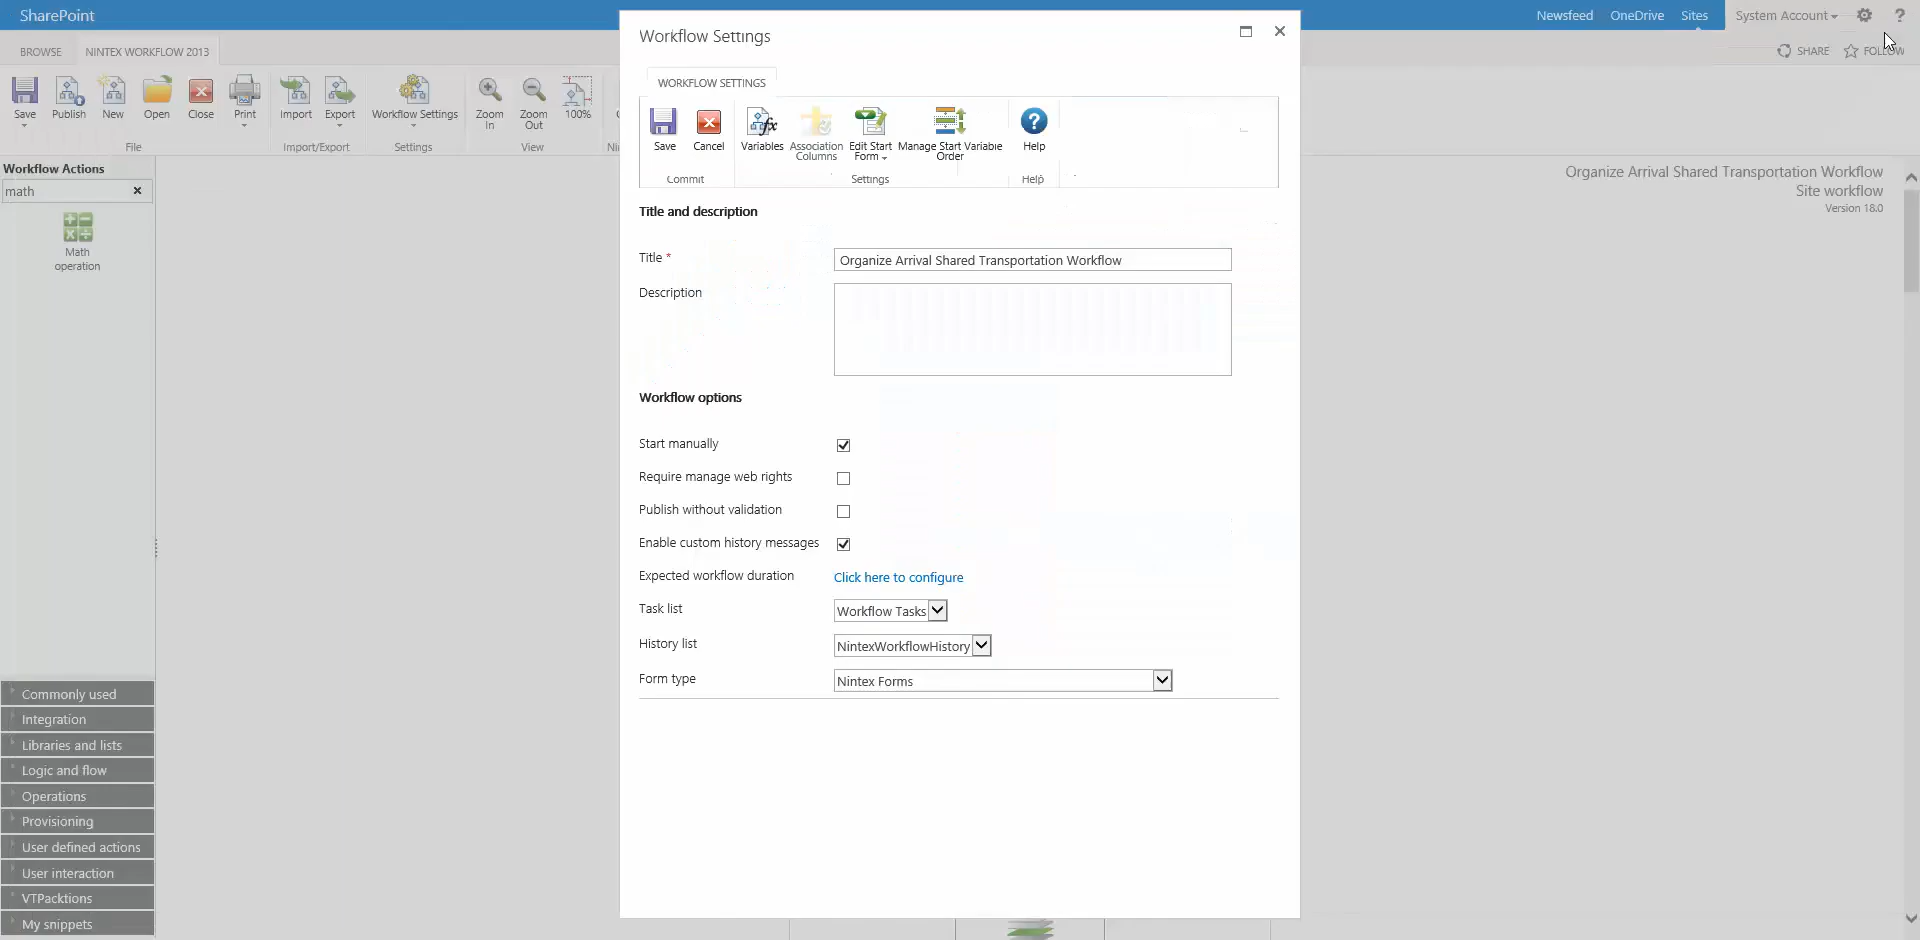 SharePoint
Newsfeed OneDrive Sites System Account ?
BROWSE NINTEX WORKFLOW 2013
SHARE FOLLOW
Save Publish New Open Close Print Import Export Workflow Settings Zoom In Zoom Out 100%
File Import/Export Settings View
Workflow Actions
math
Math
operation
Commonly used
Integration
Libraries and lists
Logic and flow
Operations
Provisioning
User defined actions
User interaction
VTPacktions
My snippets
Workflow Settings
WORKFLOW SETTINGS
Save Cancel Variables Association Columns Edit Start Form Manage Start Variable Order Help
Commit Settings Help
Title and description
Title * Organize Arrival Shared Transportation Workflow
Description
Workflow options
Start manually
Require manage web rights
Publish without validation
Enable custom history messages
Expected workflow duration Click here to configure
Task list Workflow Tasks
History list NintexWorkflowHistory
Form type Nintex Forms
Organize Arrival Shared Transportation Workflow
Site workflow
Version 18.0